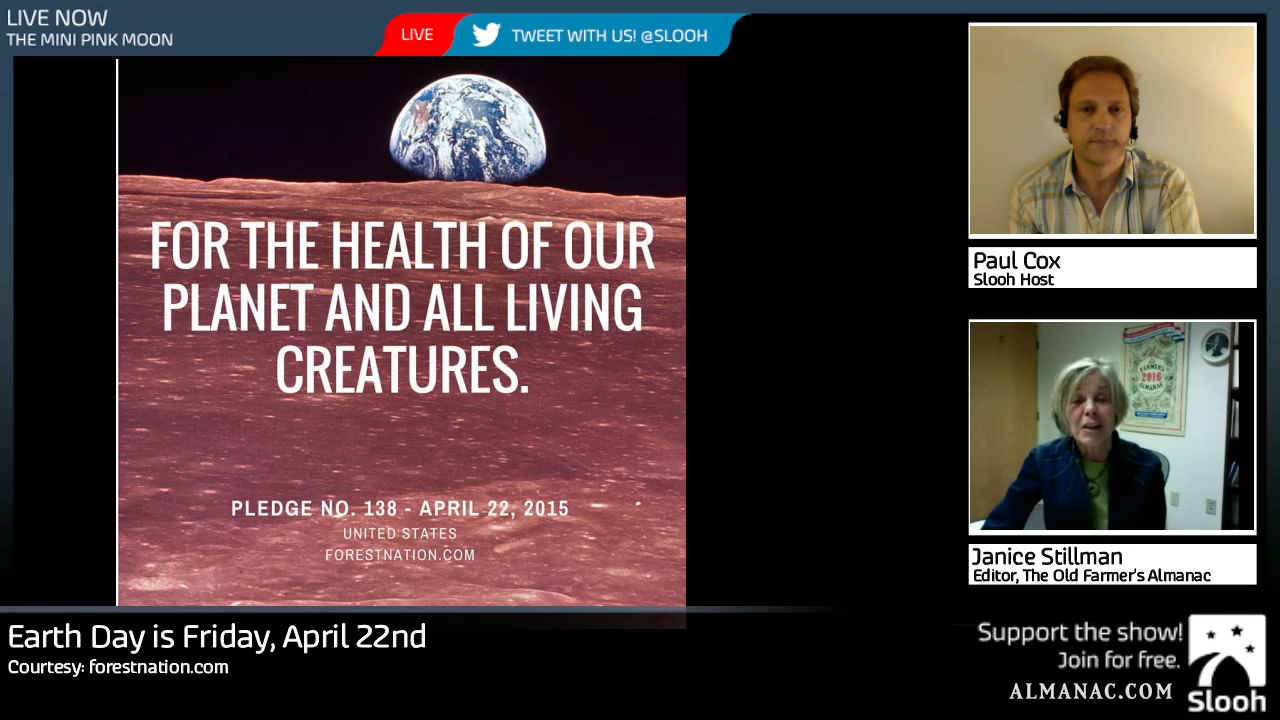 LIVE NOW
THE MINI PINK MOON
LIVE
TWEET WITH US! @SLOOH
FOR THE HEALTH OF OUR
PLANET AND ALL LIVING
CREATURES.
PLEDGE NO. 138 - APRIL 22, 2015
UNITED STATES
FORESTNATION.COM
Paul Cox
Slooh Host
FARMER'S
2016
ALMANAC
Janice Stillman
Editor, The Old Farmer's Almanac
Earth Day is Friday, April 22nd
Courtesy: forestnation.com
Support the show!
Join for free.
ALMANAC.COM
Slooh